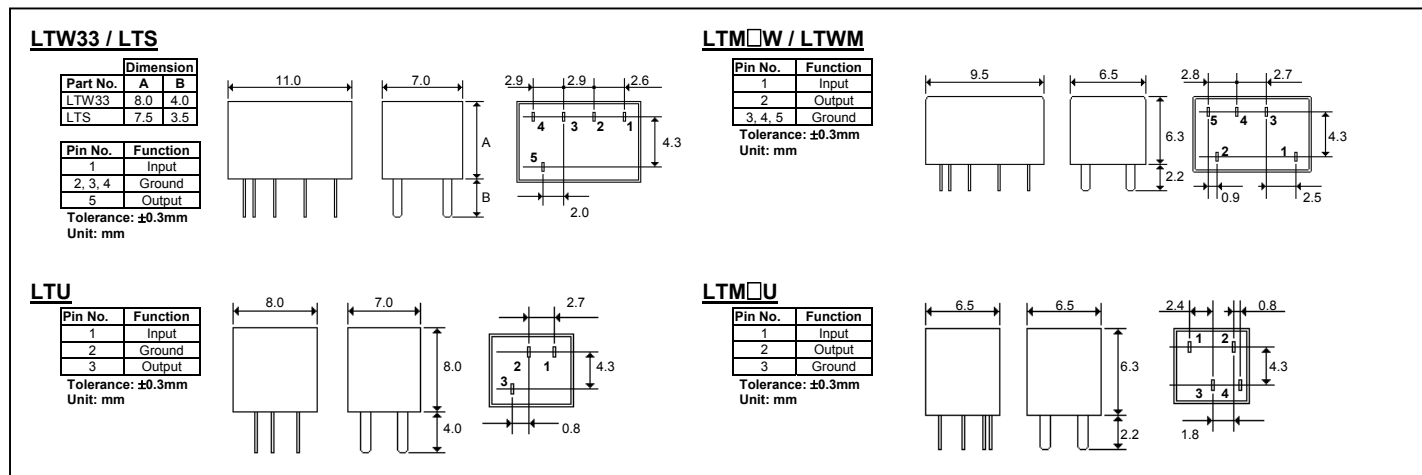 LTW33 / LTS
Dimension
Part No. A B
LTW33 8.0 4.0
LTS 7.5 3.5
Pin No. Function
1 Input
2, 3, 4 Ground
5 Output
Tolerance: ±0.3mm
Unit: mm
11.0
7.0
A
B
2.9 2.9 2.6
4 3 2 1
5
4.3
2.0
LTM□W / LTWM
Pin No. Function
1 Input
2 Output
3, 4, 5 Ground
Tolerance: ±0.3mm
Unit: mm
9.5
6.5
6.3
2.2
2.8 2.7
5 4 3
2 1
4.3
0.9 2.5
LTU
Pin No. Function
1 Input
2 Ground
3 Output
Tolerance: ±0.3mm
Unit: mm
8.0
7.0
8.0
4.0
2.7
2 1
3
4.3
0.8
LTM□U
Pin No. Function
1 Input
2 Output
3 Ground
Tolerance: ±0.3mm
Unit: mm
6.5
6.5
6.3
2.2
2.4 0.8
1 2
3 4
4.3
1.8